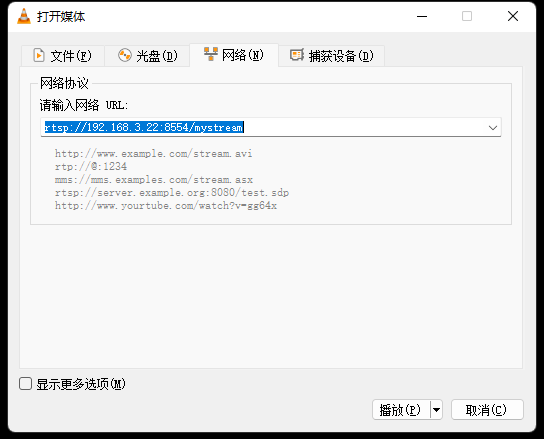 打开媒体
文件(F) 光盘(D) 网络(N) 捕获设备(D)
网络协议
请输入网络 URL:
rtsp://192.168.3.22:8554/mystream
http://www.example.com/stream.avi
rtp://@:1234
mms://mms.examples.com/stream.asx
rtsp://server.example.org:8080/test.sdp
http://www.yourtube.com/watch?v=gg64x
显示更多选项(M)
播放(P) 取消(C)